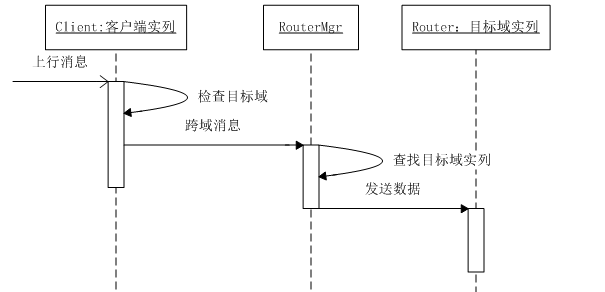 Client:客户端实列
RouterMgr
Router：目标域实列
上行消息
检查目标域
跨域消息
查找目标域实列
发送数据